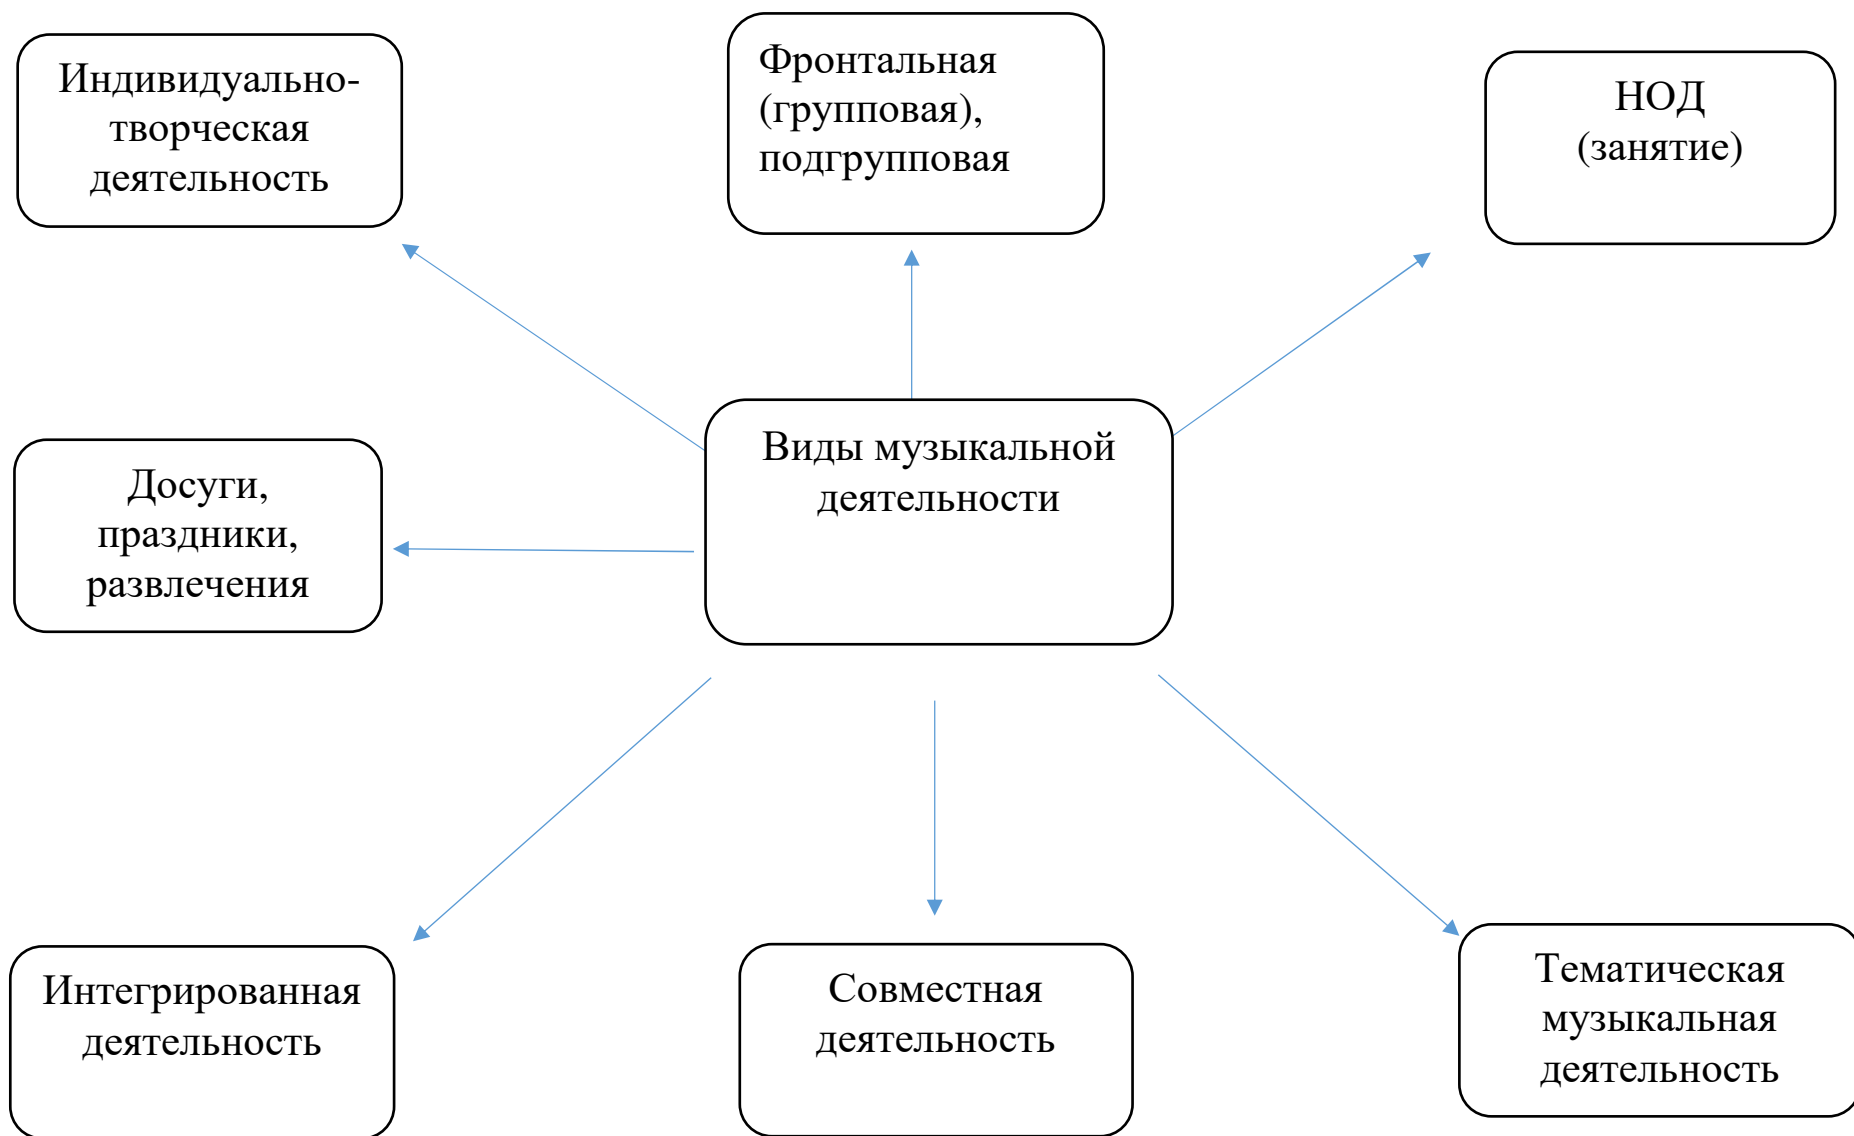 Индивидуально-
творческая
деятельность
Фронтальная
(групповая),
подгрупповая
НОД
(занятие)
Досуги,
праздники,
развлечения
Виды музыкальной
деятельности
Интегрированная
деятельность
Совместная
деятельность
Тематическая
музыкальная
деятельность